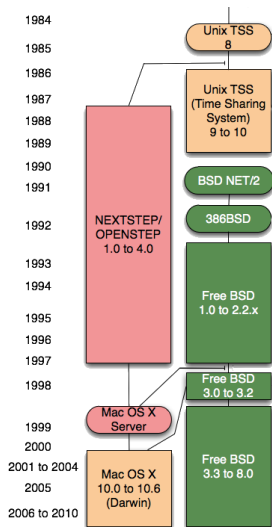 1984
Unix TSS
8
1985
1986
Unix TSS
(Time Sharing
System)
9 to 10
1987
1988
1989
1990
BSD NET/2
1991
386BSD
1992
NEXTSTEP/
OPENSTEP
1.0 to 4.0
1993
1994
Free BSD
1.0 to 2.2.x
1995
1996
1997
Free BSD
3.0 to 3.2
1998
Mac OS X
Server
1999
2000
2001 to 2004
Mac OS X
10.0 to 10.6
(Darwin)
Free BSD
3.3 to 8.0
2005
2006 to 2010